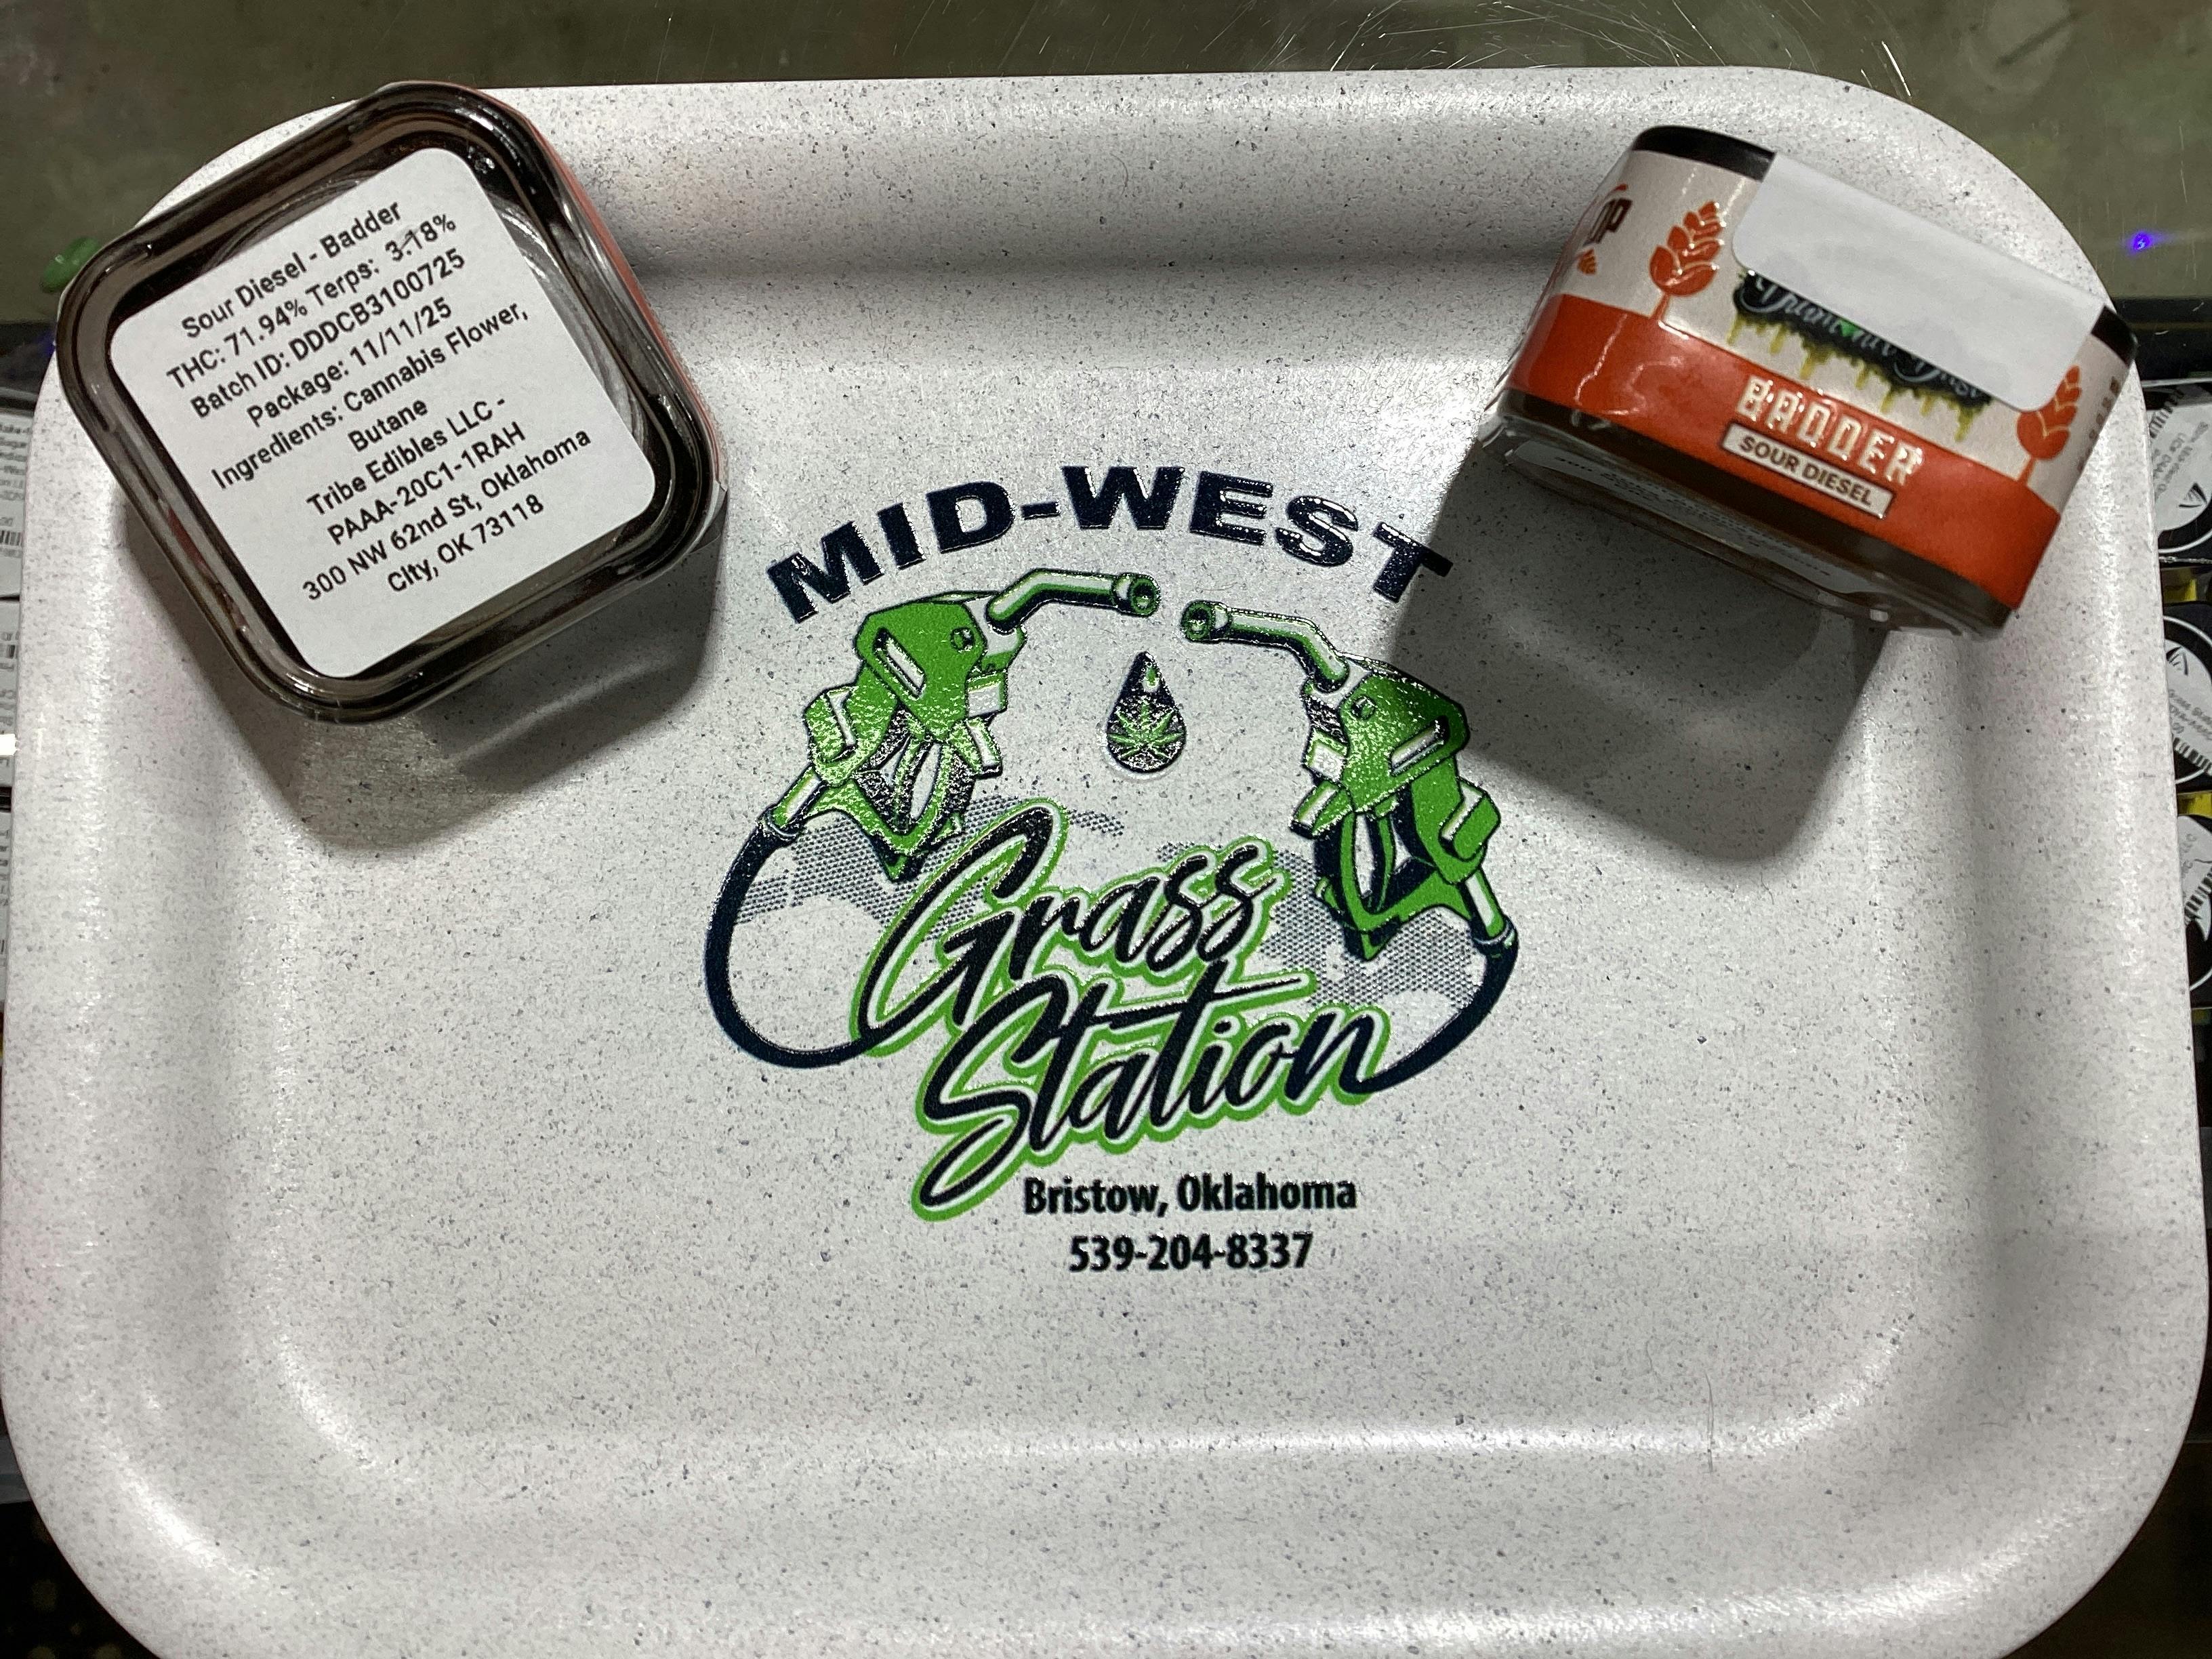 Sour Diesel - Badder
THC: 71.94% Terps: 3.18%
Batch ID: DDDCB3100725
Package: 11/11/25
Ingredients: Cannabis Flower,
Butane
Tribe Edibles LLC -
PAAA-20C1-1RAH
300 NW 62nd St, Oklahoma
City, OK 73118
BADDER
SOUR DIESEL
MID-WEST
Grass
Station
Bristow, Oklahoma
539-204-8337